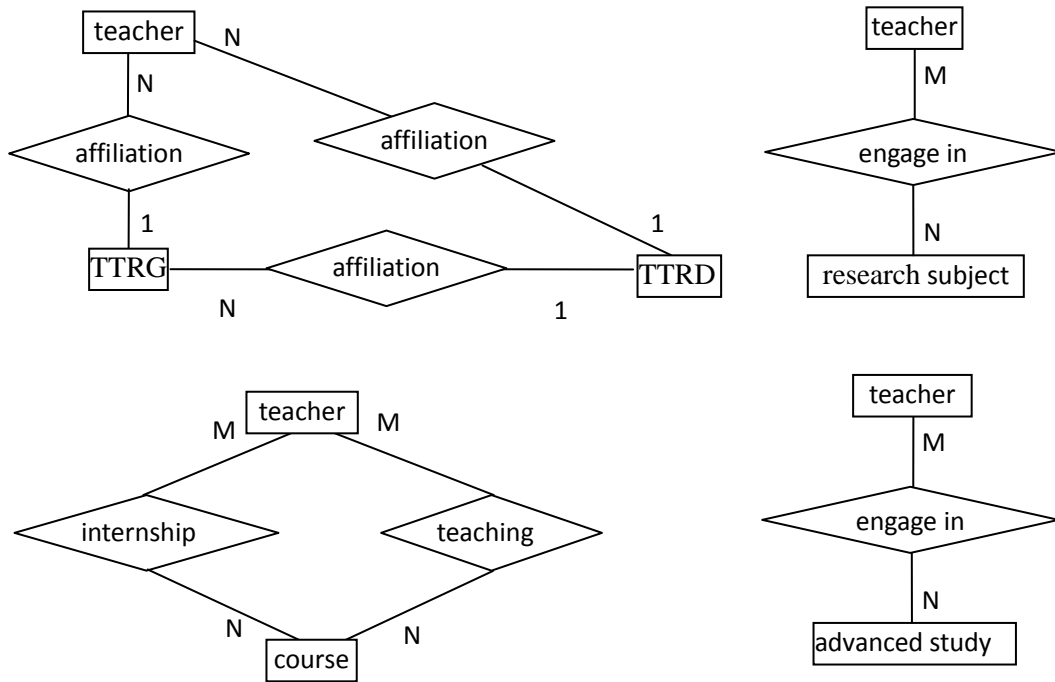 teacher
N
N
affiliation
affiliation
1
1
TTRG
affiliation
TTRD
N
1
teacher
M
engage in
N
research subject
teacher
M
M
internship
teaching
N
N
course
teacher
M
engage in
N
advanced study